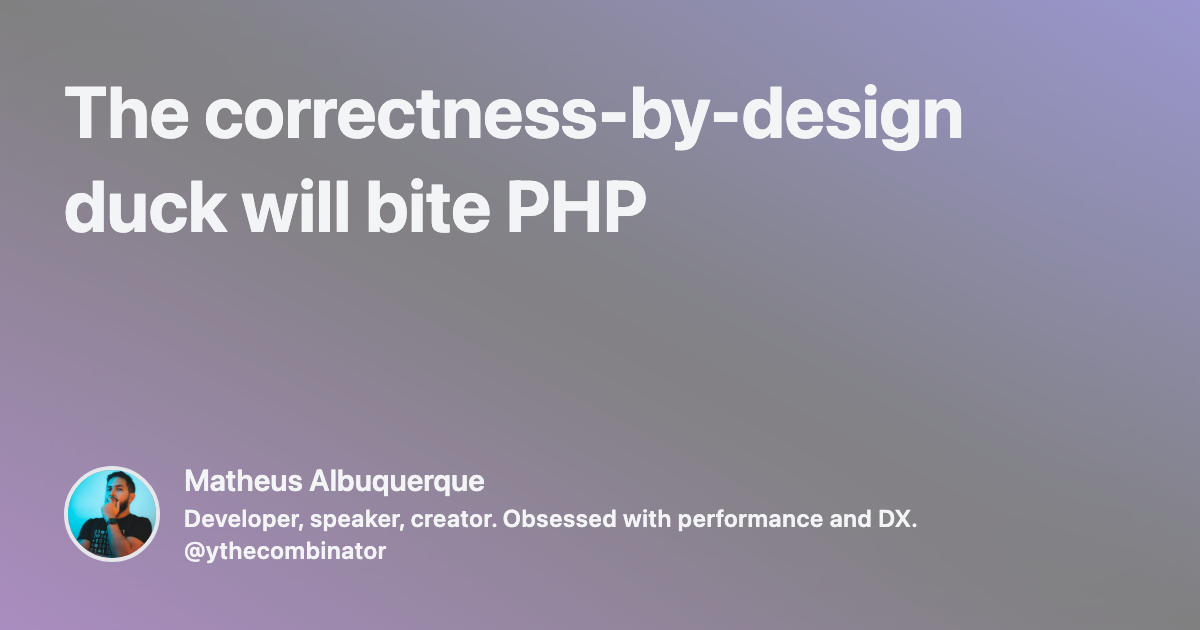 The correctness-by-design
duck will bite PHP
Matheus Albuquerque
Developer, speaker, creator. Obsessed with performance and DX.
@ythecombinator